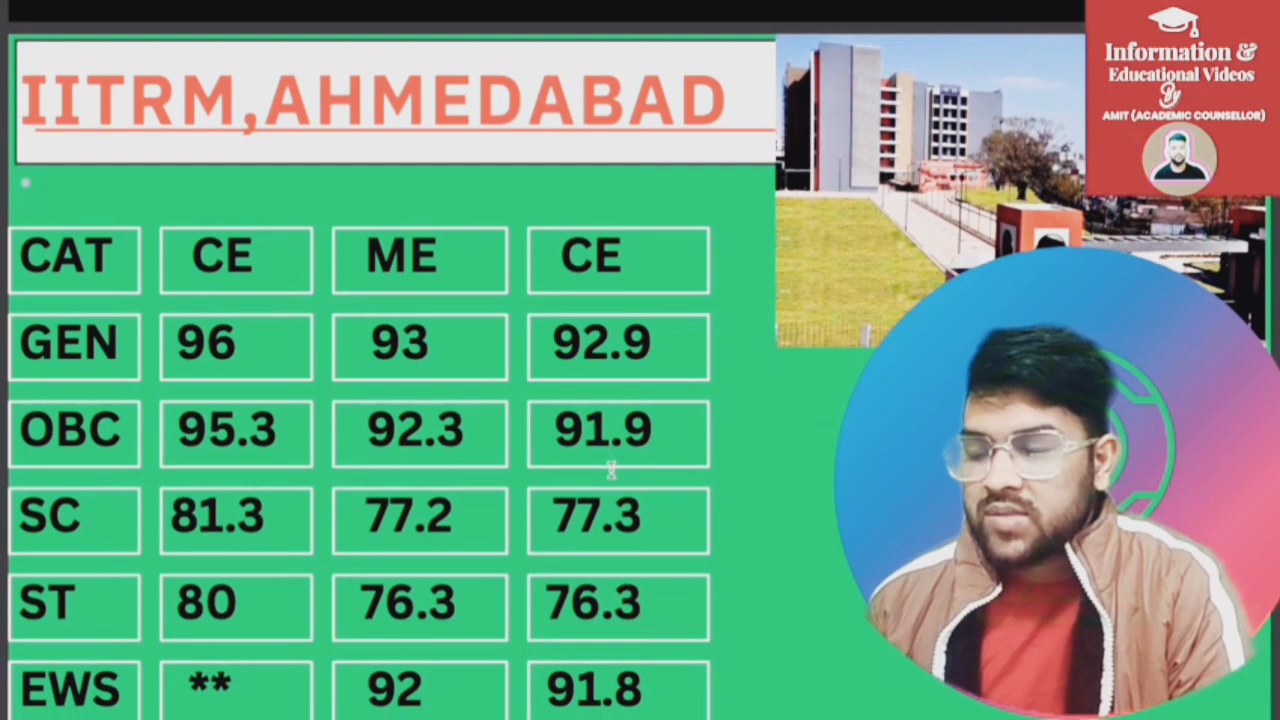 IITRM,AHMEDABAD
Information &
Educational Videos
By
AMIT (ACADEMIC COUNSELLOR)
CAT CE ME CE
GEN 96 93 92.9
OBC 95.3 92.3 91.9
SC 81.3 77.2 77.3
ST 80 76.3 76.3
EWS ** 92 91.8